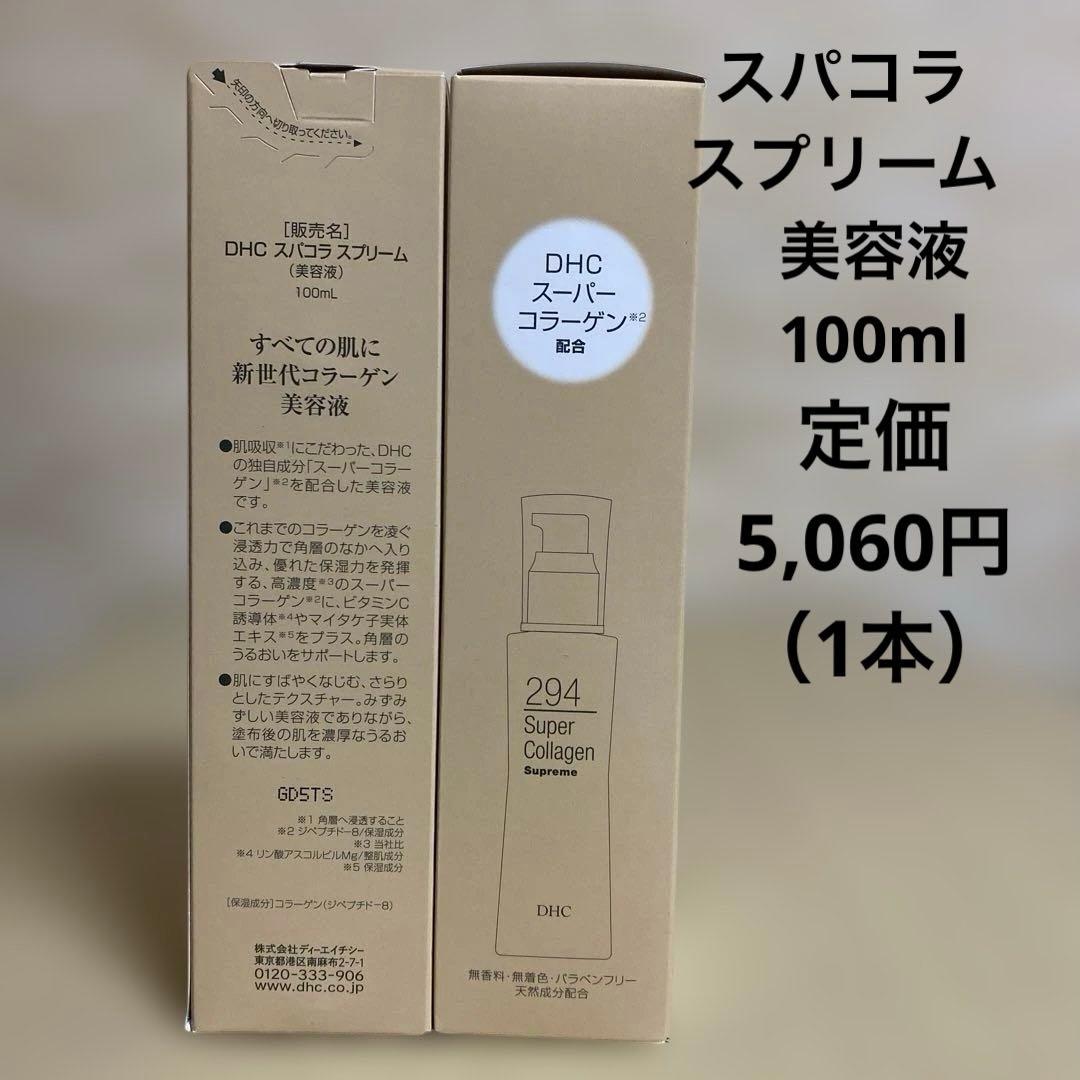 矢印の方向へ切り取ってください。
[販売名]
DHC スパコラ スプリーム
(美容液)
100mL
すべての肌に
新世代コラーゲン
美容液
●肌吸収※1にこだわった、DHC
の独自成分「スーパーコラー
ゲン」※2を配合した美容液
です。
●これまでのコラーゲンを凌ぐ
浸透力で角層のなかへ入り
込み、優れた保湿力を発揮
する、高濃度※3のスーパー
コラーゲン※2に、ビタミンC
誘導体※4やマイタケ子実体
エキス※5をプラス。角層の
うるおいをサポートします。
●肌にすばやくなじむ、さらり
としたテクスチャー。みずみ
ずしい美容液でありながら、
塗布後の肌を濃厚なうるお
いで満たします。
GD5TS
※1 角層へ浸透すること
※2 ジペプチド-8/保湿成分
※3 当社比
※4 リン酸アスコルビルMg/整肌成分
※5 保湿成分
[保湿成分]コラーゲン(ジペプチド-8)
株式会社ディーエイチシー
東京都港区南麻布2-7-1
0120-333-906
www.dhc.co.jp
DHC
スーパー
コラーゲン※2
配合
294
Super
Collagen
Supreme
DHC
無香料・無着色・パラベンフリー
天然成分配合
スパコラ
スプリーム
美容液
100ml
定価
5,060円
(1本)